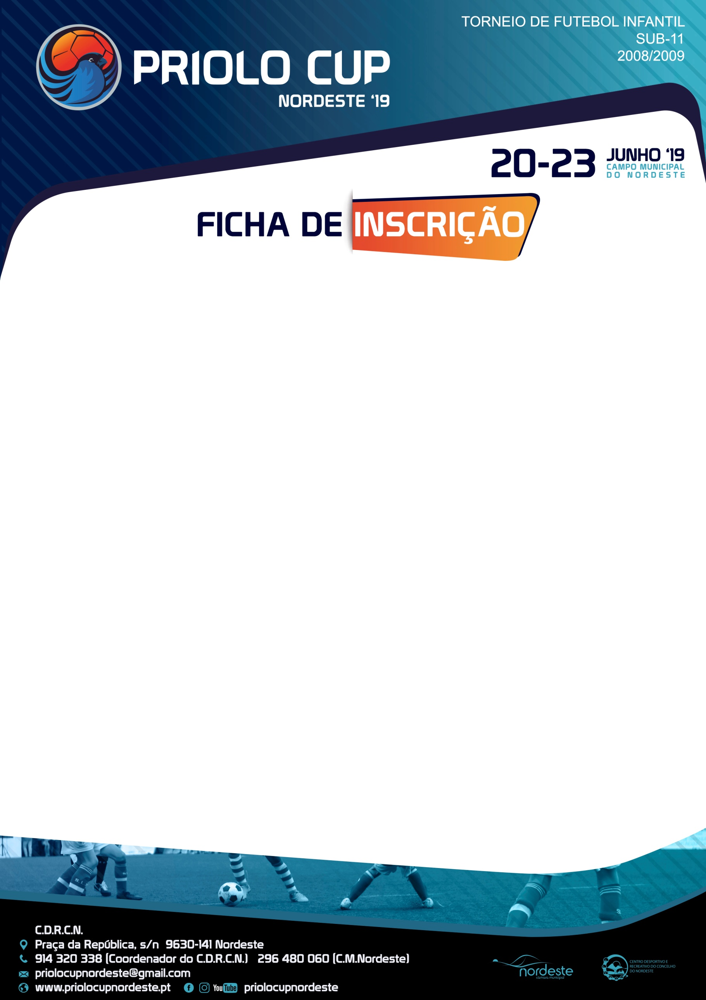 TORNEIO DE FUTEBOL INFANTIL
SUB-11
2008/2009
PRIOLO CUP
NORDESTE ‘19
20-23 JUNHO ‘19
CAMPO MUNICIPAL
DO NORDESTE
FICHA DE INSCRIÇÃO
C.D.R.C.N.
Praça da República, s/n 9630-141 Nordeste
914 320 338 (Coordenador do C.D.R.C.N.) 296 480 060 (C.M.Nordeste)
priolocupnordeste@gmail.com
www.priolocupnordeste.pt f YouTube priolocupnordeste
nordeste
câmara municipal
CENTRO DESPORTIVO E
RECREATIVO DO CONCELHO
DO NORDESTE